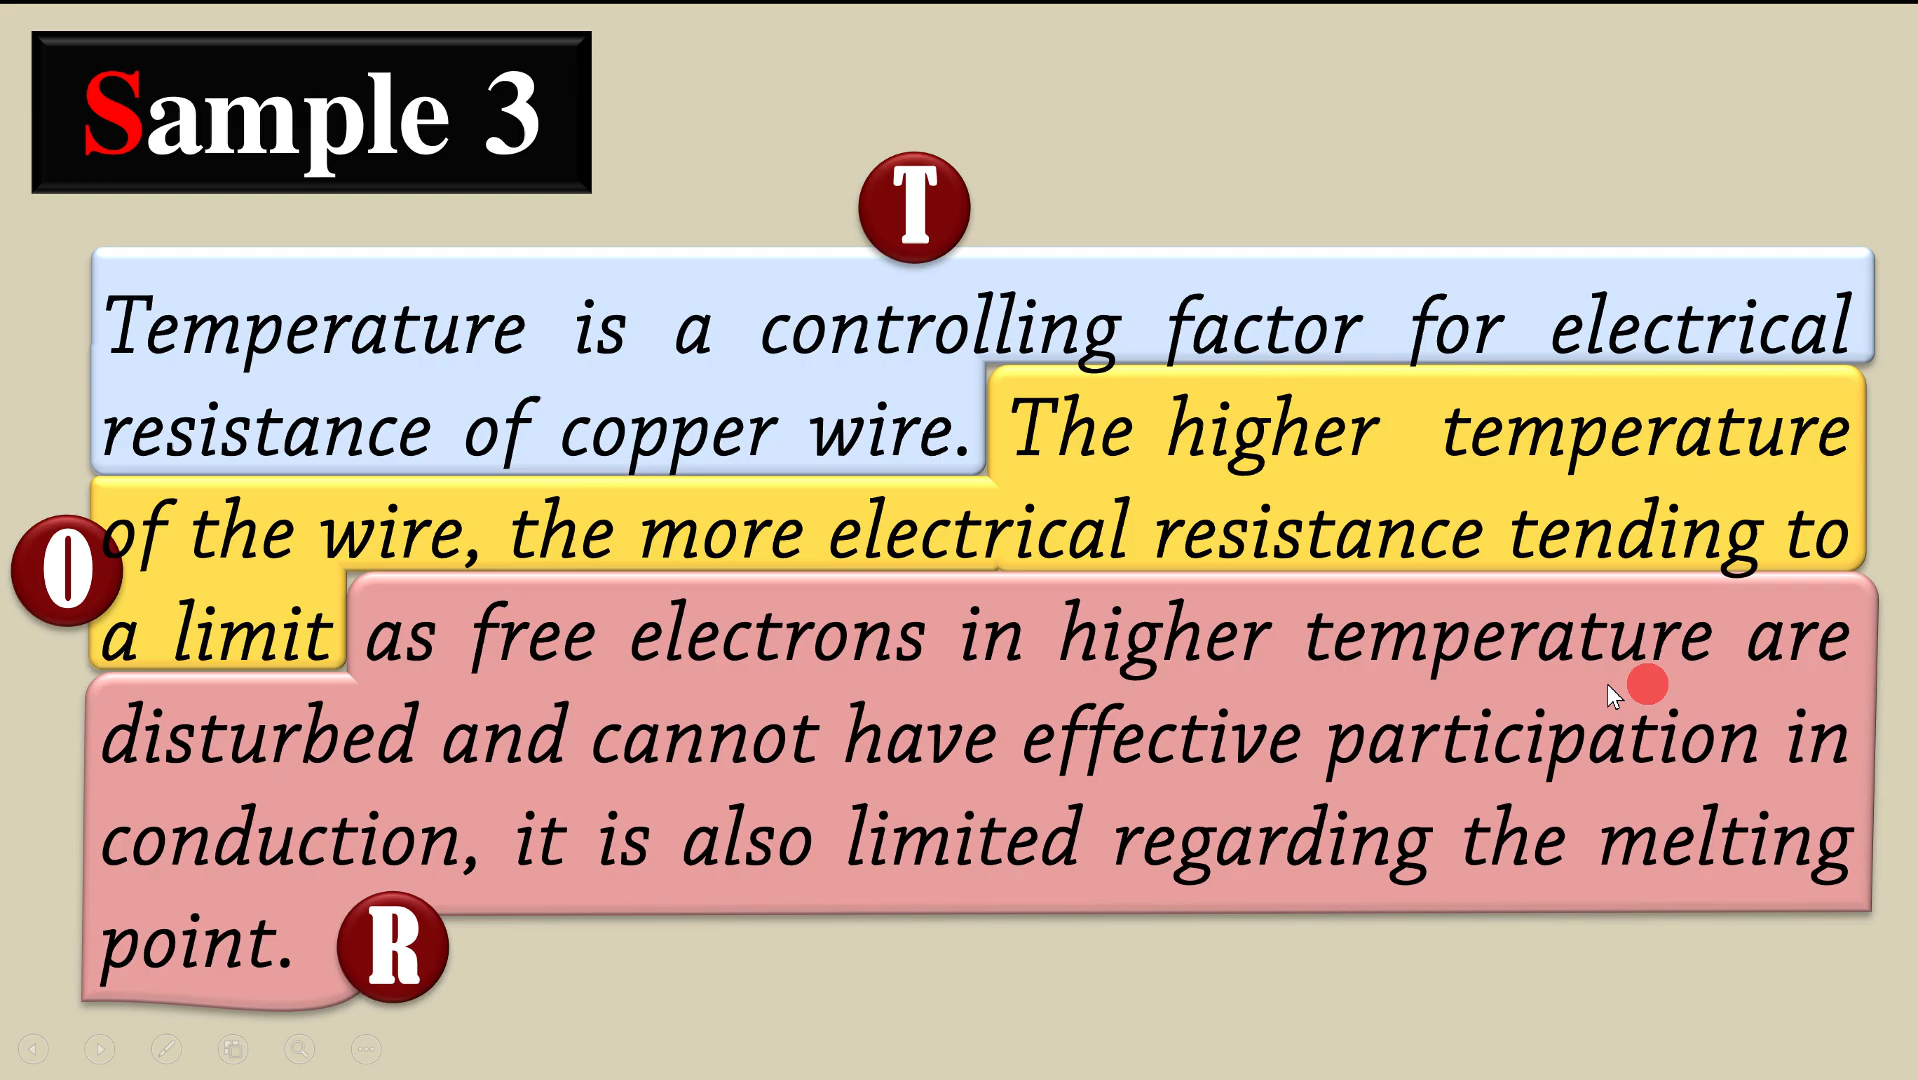 Sample 3
T
Temperature is a controlling factor for electrical
resistance of copper wire. The higher temperature
of the wire, the more electrical resistance tending to
O
a limit as free electrons in higher temperature are
disturbed and cannot have effective participation in
conduction, it is also limited regarding the melting
point.
R